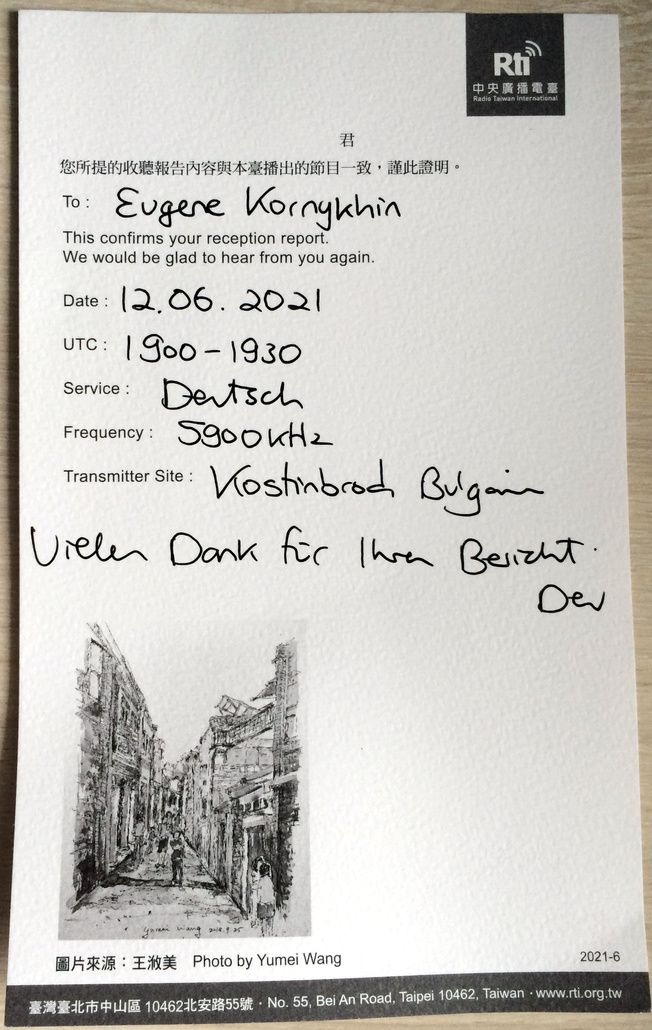 Rti
中央廣播電臺
Radio Taiwan International
君
您所提的收聽報告內容與本臺播出的節目一致，謹此證明。
To : Eugene Kornykhin
This confirms your reception report.
We would be glad to hear from you again.
Date : 12.06.2021
UTC : 1900-1930
Service : Deutsch
Frequency : 5900 kHz
Transmitter Site : Kostinbrod Bulgarien
Vielen Dank für Ihren Bericht.
Yumei Wang
圖片來源：王漵美 Photo by Yumei Wang
2021-6
臺灣臺北市中山區 10462北安路55號 · No. 55, Bei An Road, Taipei 10462, Taiwan · www.rti.org.tw